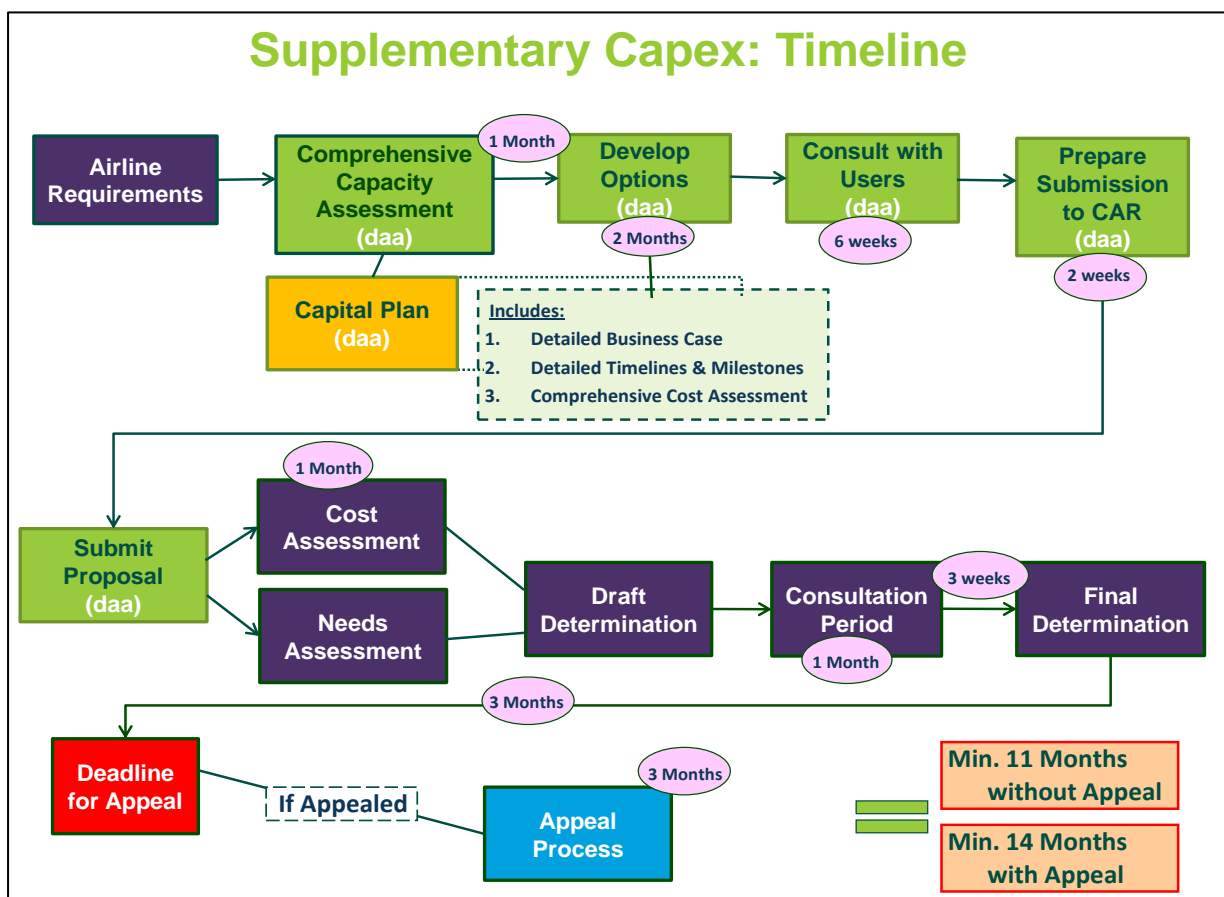 Supplementary Capex: Timeline
Airline
Requirements
Comprehensive
Capacity
Assessment
(daa)
1 Month
Develop
Options
(daa)
2 Months
Consult with
Users
(daa)
6 weeks
Prepare
Submission
to CAR
(daa)
2 weeks
Capital Plan
(daa)
Includes:
1. Detailed Business Case
2. Detailed Timelines & Milestones
3. Comprehensive Cost Assessment
Submit
Proposal
(daa)
1 Month
Cost
Assessment
Needs
Assessment
Draft
Determination
Consultation
Period
1 Month
3 weeks
Final
Determination
3 Months
Deadline
for Appeal
If Appealed
3 Months
Appeal
Process
Min. 11 Months
without Appeal
Min. 14 Months
with Appeal